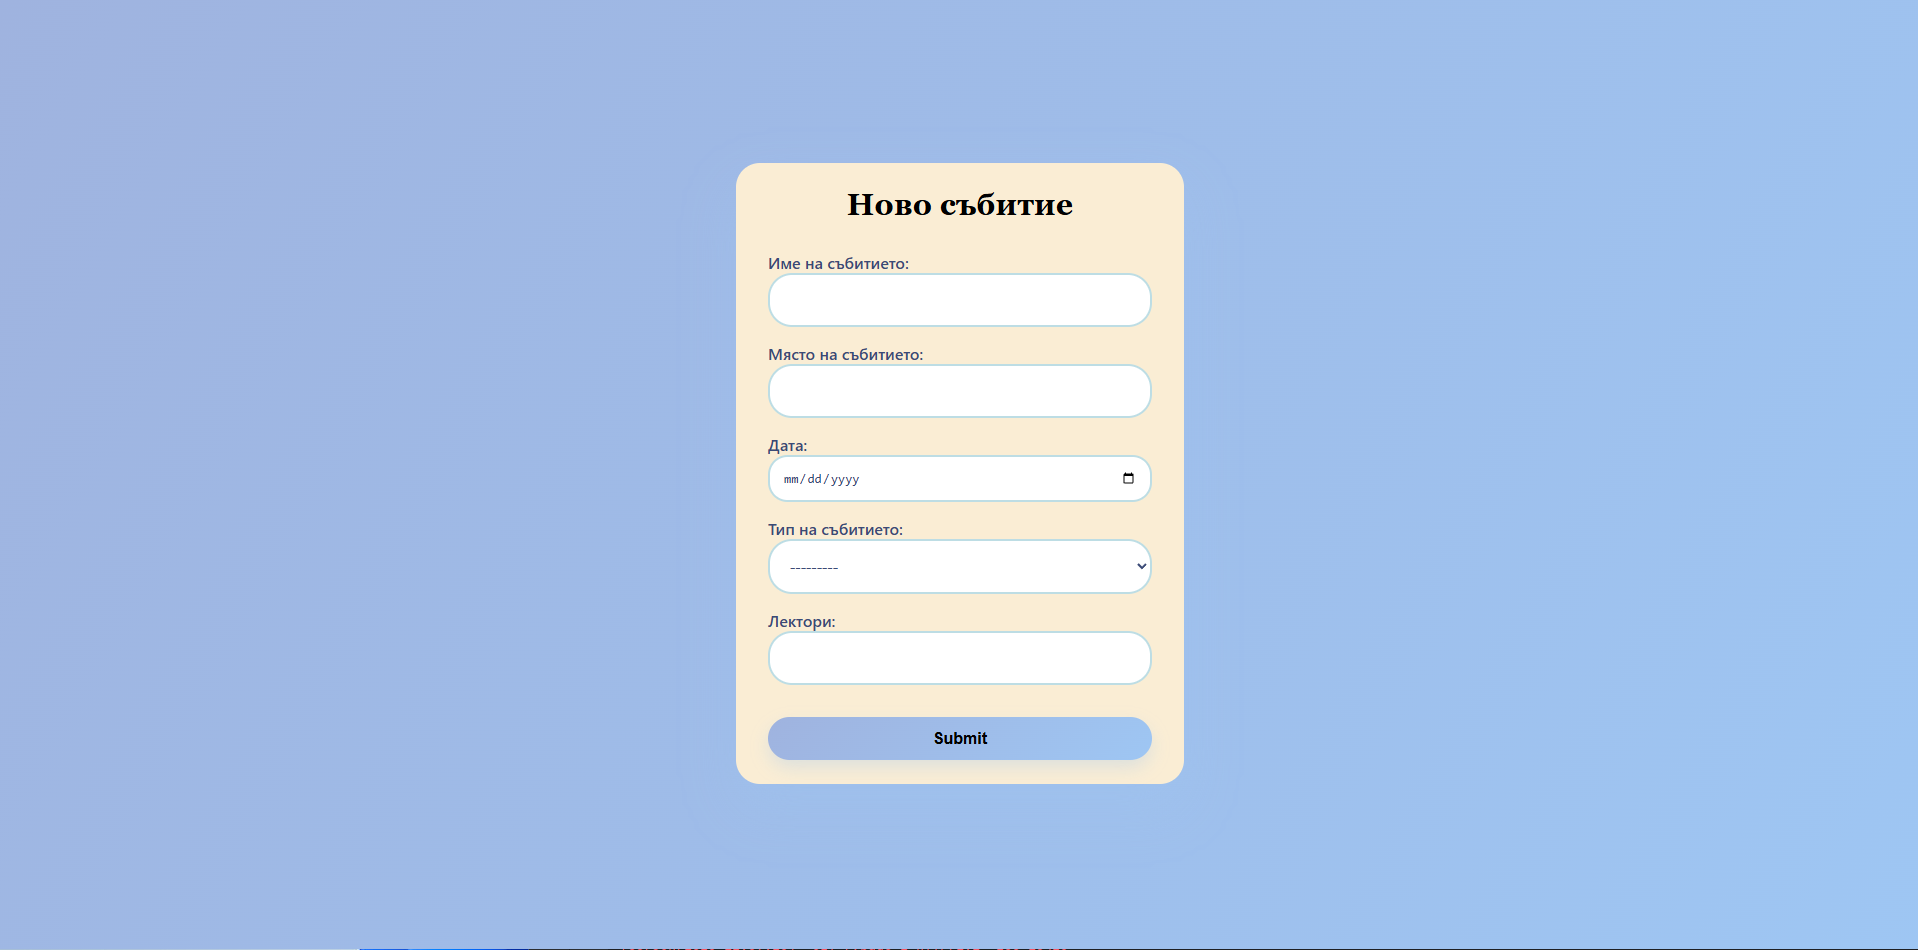 Ново събитие
Име на събитието:
Място на събитието:
Дата:
mm/dd/yyyy
Тип на събитието:
---------
Лектори:
Submit